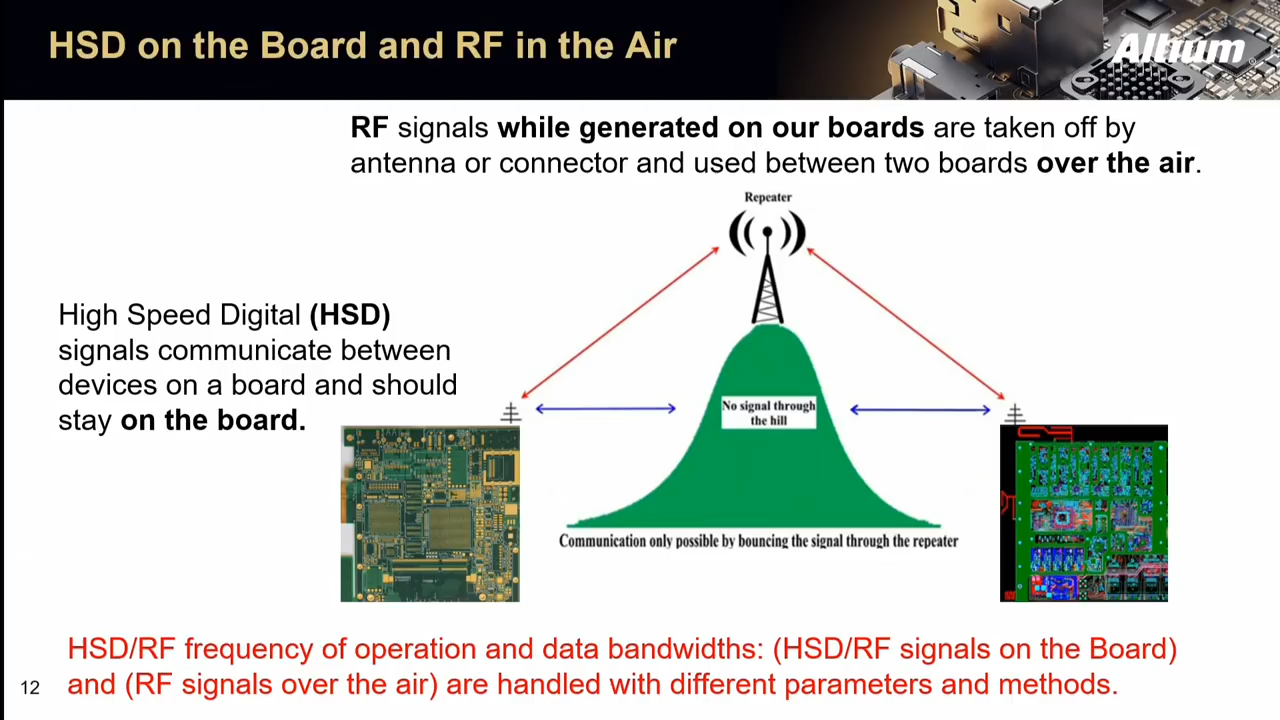 HSD on the Board and RF in the Air
Altium
RF signals while generated on our boards are taken off by
antenna or connector and used between two boards over the air.
Repeater
High Speed Digital (HSD)
signals communicate between
devices on a board and should
stay on the board.
No signal through
the hill
Communication only possible by bouncing the signal through the repeater
HSD/RF frequency of operation and data bandwidths: (HSD/RF signals on the Board)
and (RF signals over the air) are handled with different parameters and methods.
12